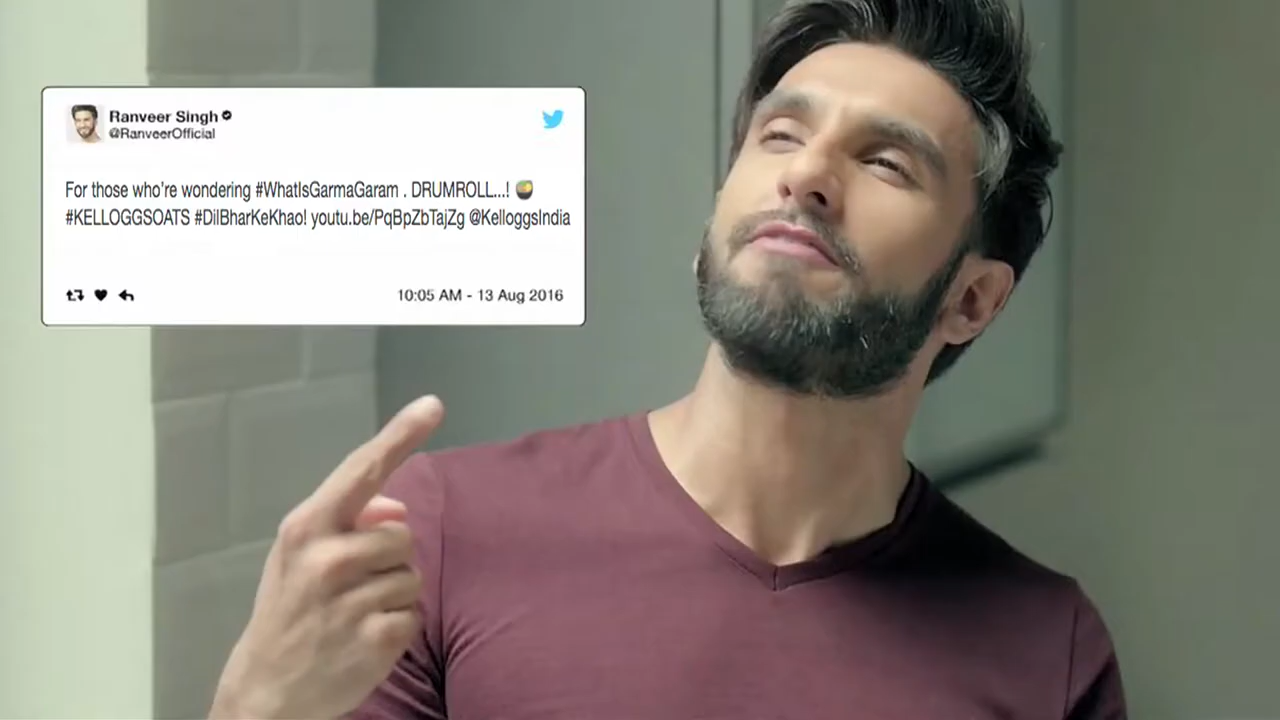 Ranveer Singh
@RanveerOfficial
For those who're wondering #WhatIsGarmaGaram . DRUMROLL...!
#KELLOGGSOATS #DilBharKeKhao! youtu.be/PqBpZbTajZg @KelloggsIndia
10:05 AM - 13 Aug 2016